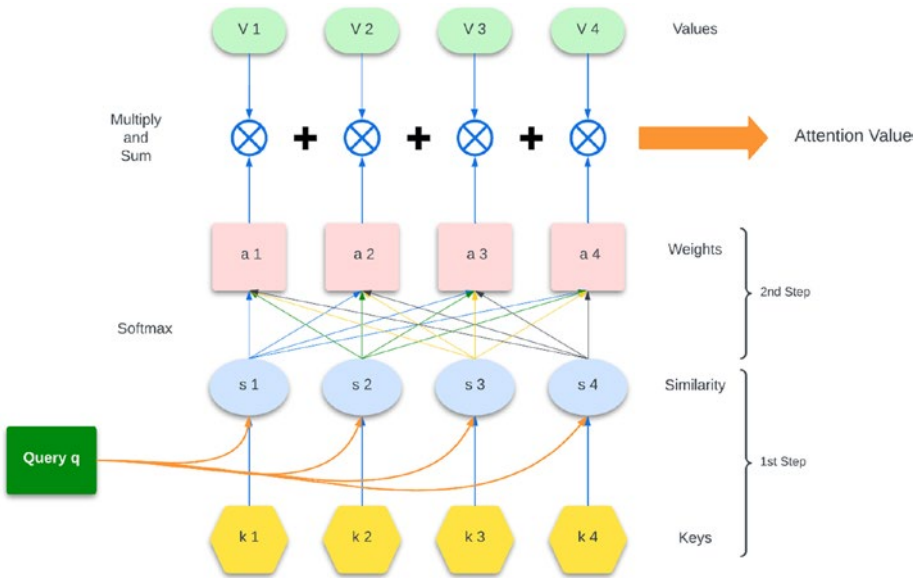 V 1 V 2 V 3 V 4 Values
Multiply
and
Sum
+ + +
Attention Value
a 1 a 2 a 3 a 4 Weights
2nd Step
Softmax
s 1 s 2 s 3 s 4 Similarity
Query q
1st Step
k 1 k 2 k 3 k 4 Keys